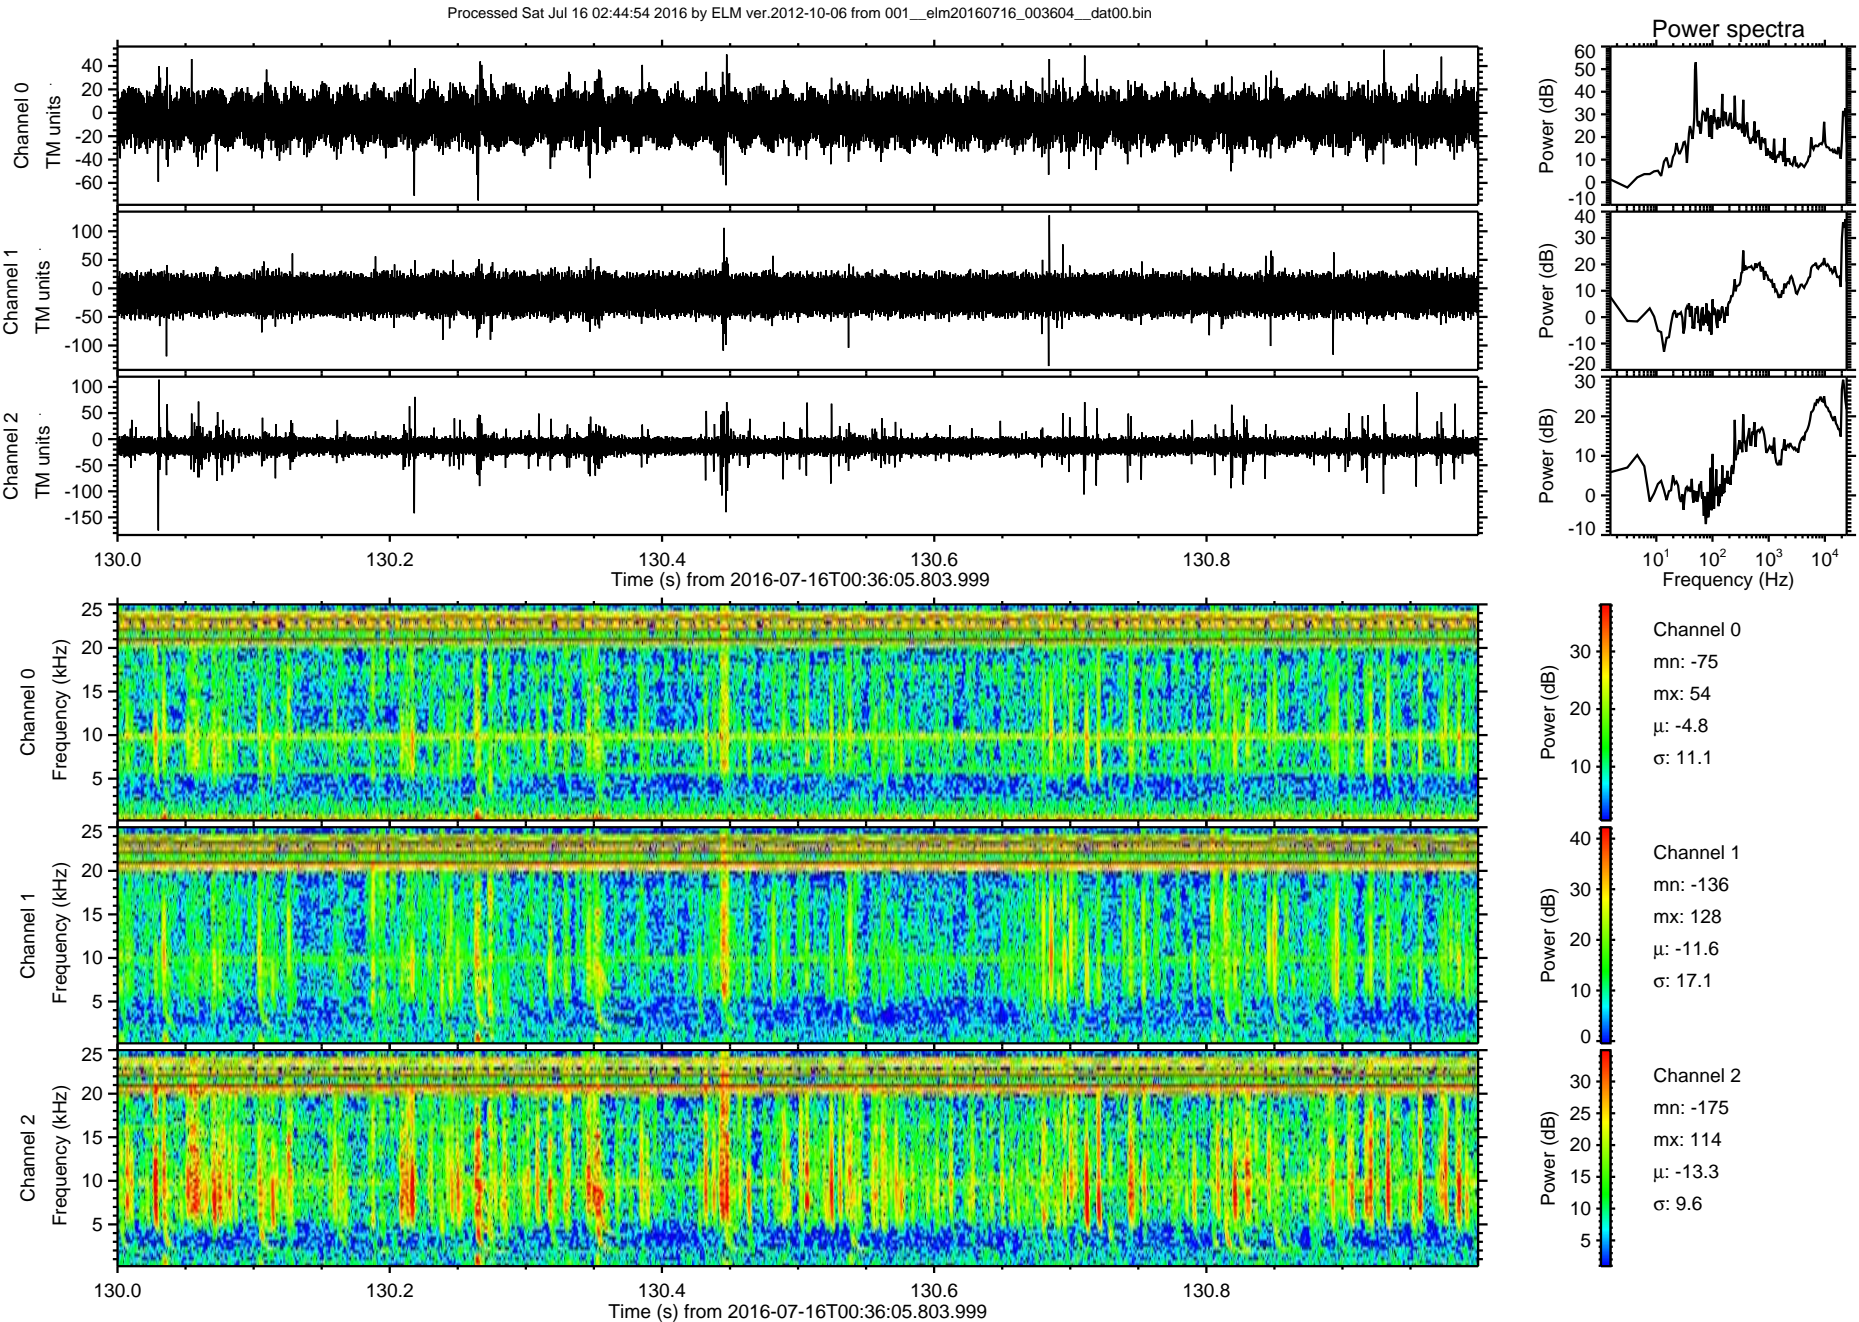 Processed Sat Jul 16 02:44:54 2016 by ELM ver.2012-10-06 from 001__elm20160716_003604__dat00.bin
Power spectra
Channel 0
TM units
40
20
0
-20
-40
-60
Power (dB)
60
50
40
30
20
10
0
-10
Channel 1
TM units
100
50
0
-50
-100
Power (dB)
40
30
20
10
0
-10
-20
Channel 2
TM units
100
50
0
-50
-100
-150
Power (dB)
30
20
10
0
-10
130.0 130.2 130.4 130.6 130.8
Time (s) from 2016-07-16T00:36:05.803.999
10¹ 10² 10³ 10⁴
Frequency (Hz)
Channel 0
Frequency (kHz)
25
20
15
10
5
Power (dB)
30
20
10
Channel 0
mn: -75
mx: 54
μ: -4.8
σ: 11.1
Channel 1
Frequency (kHz)
25
20
15
10
5
Power (dB)
40
30
20
10
0
Channel 1
mn: -136
mx: 128
μ: -11.6
σ: 17.1
Channel 2
Frequency (kHz)
25
20
15
10
5
Power (dB)
30
25
20
15
10
5
Channel 2
mn: -175
mx: 114
μ: -13.3
σ: 9.6
130.0 130.2 130.4 130.6 130.8
Time (s) from 2016-07-16T00:36:05.803.999